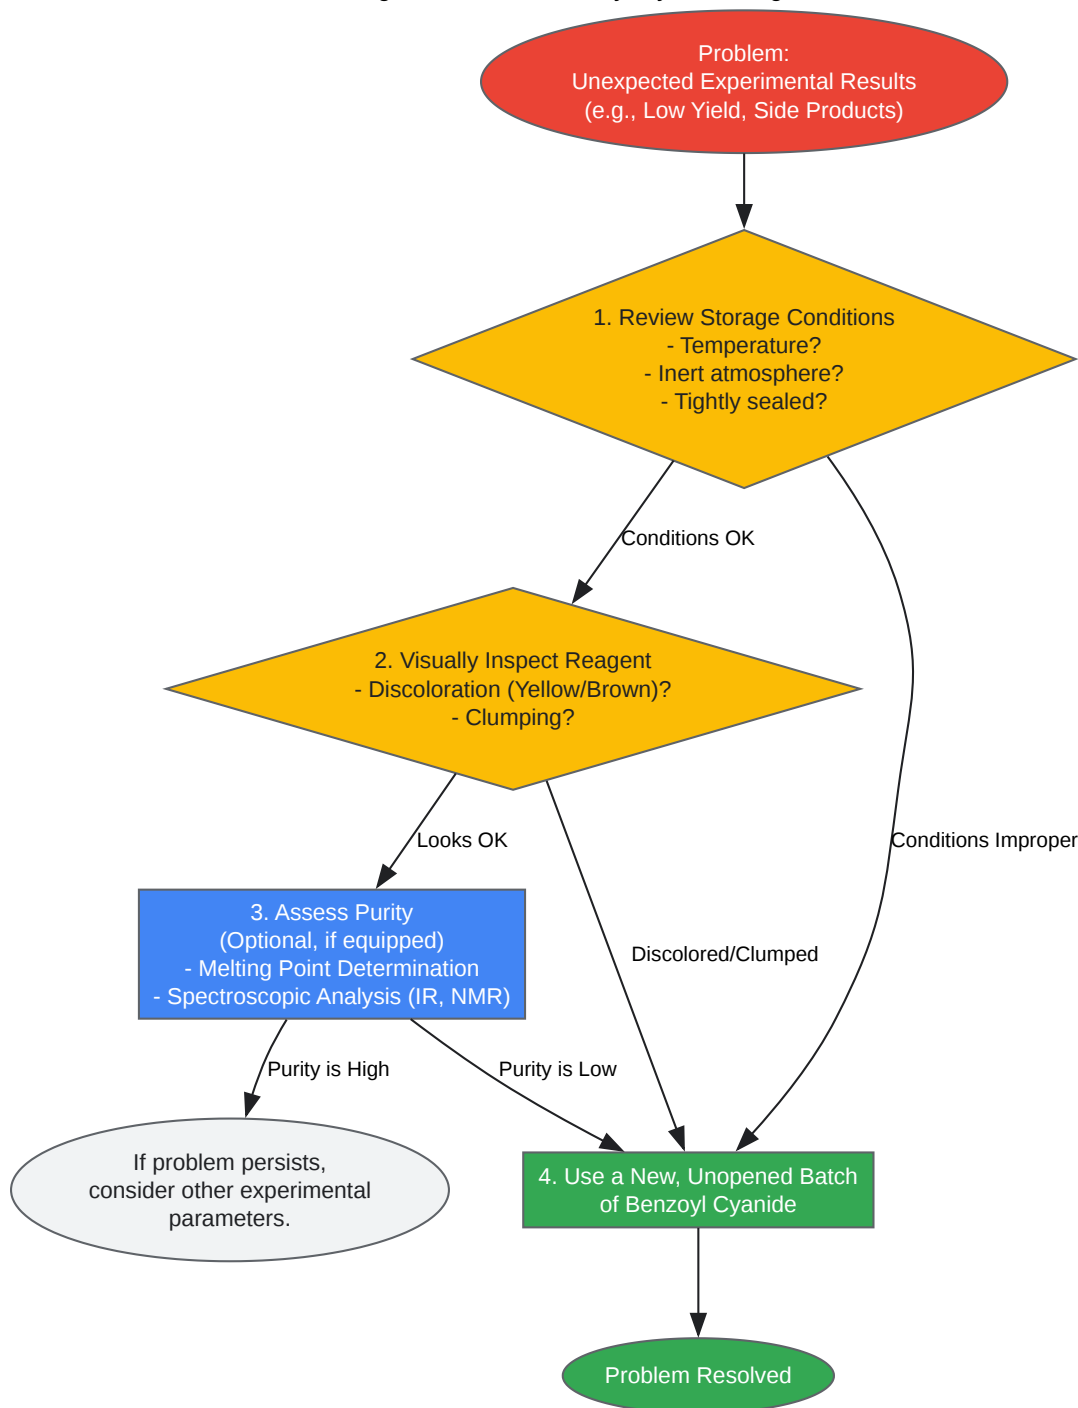 Problem:
Unexpected Experimental Results
(e.g., Low Yield, Side Products)
1. Review Storage Conditions
- Temperature?
- Inert atmosphere?
- Tightly sealed?
Conditions OK
2. Visually Inspect Reagent
- Discoloration (Yellow/Brown)?
- Clumping?
Looks OK
Conditions Improper
3. Assess Purity
(Optional, if equipped)
- Melting Point Determination
- Spectroscopic Analysis (IR, NMR)
Discolored/Clumped
Purity is High
Purity is Low
If problem persists,
consider other experimental
parameters.
4. Use a New, Unopened Batch
of Benzoyl Cyanide
Problem Resolved